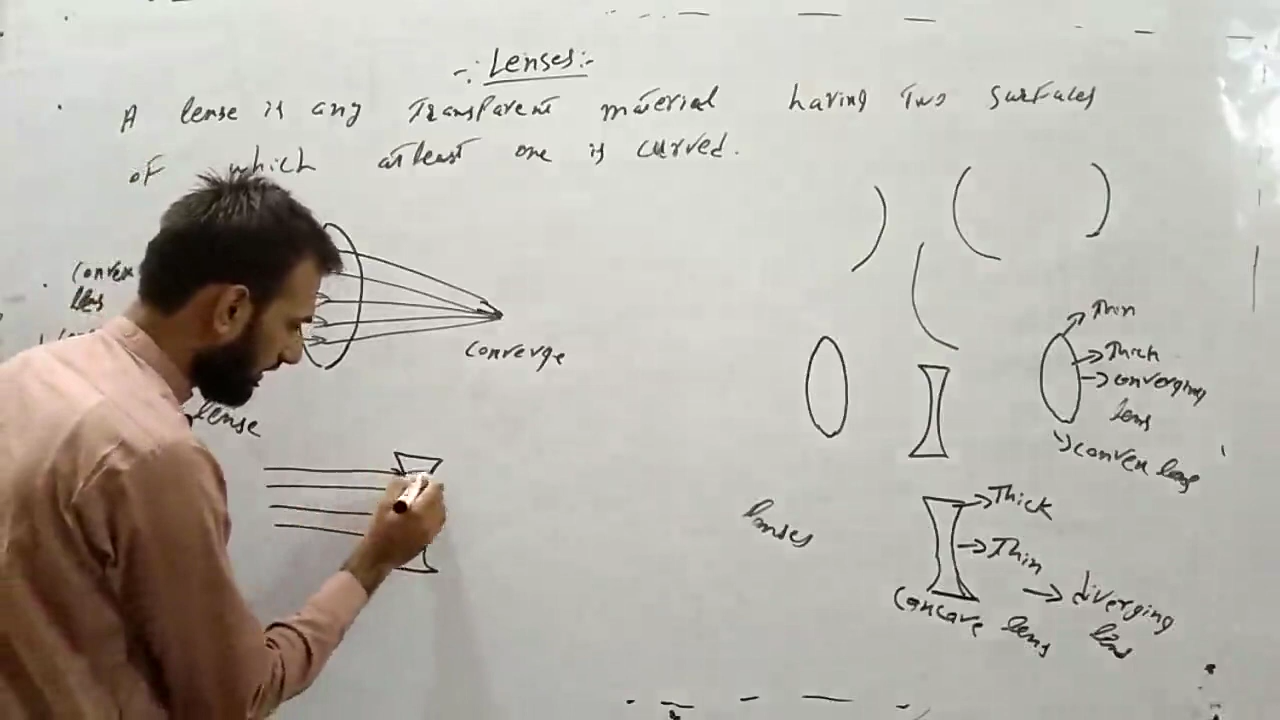 -: Lenses:-
A lense is any Transparent material having Two surfaces
of which atleast one is curved.
Convex
lens
converge
lense
Thin
Thick
converging
lens
convex lens
lenses
Thick
Thin
diverging
lens
Concave lens